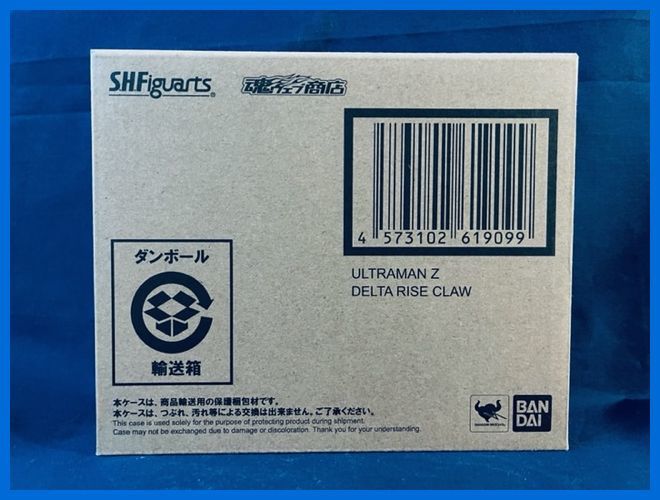 S.H.Figuarts®
魂ウェブ商店
4 573102 619099
ULTRAMAN Z
DELTA RISE CLAW
ダンボール
輸送箱
本ケースは、商品輸送用の保護梱包材です。
本ケースは、つぶれ、汚れ等による交換は出来ません。ご了承ください。
This case is used solely for the purpose of protecting product during shipment.
Case may not be exchanged due to damage or discoloration. Thank you for your understanding.
BAN
DAI